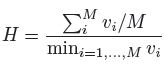 H = \frac{\sum_{i}^{M} v_i / M}{\min_{i=1,\ldots,M} v_i}